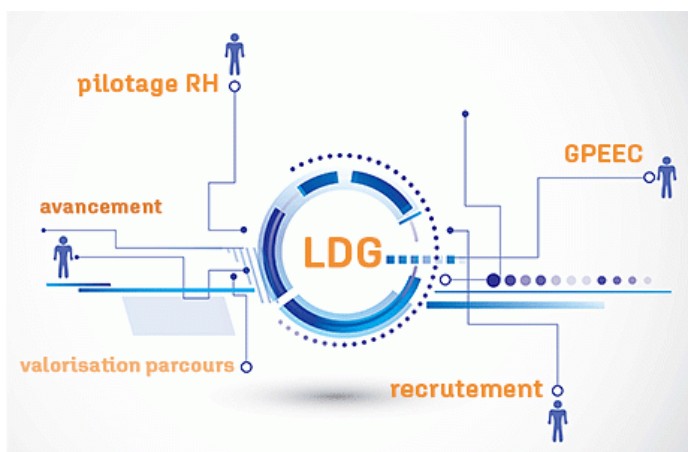 pilotage RH
GPEEC
avancement
LDG
valorisation parcours
recrutement